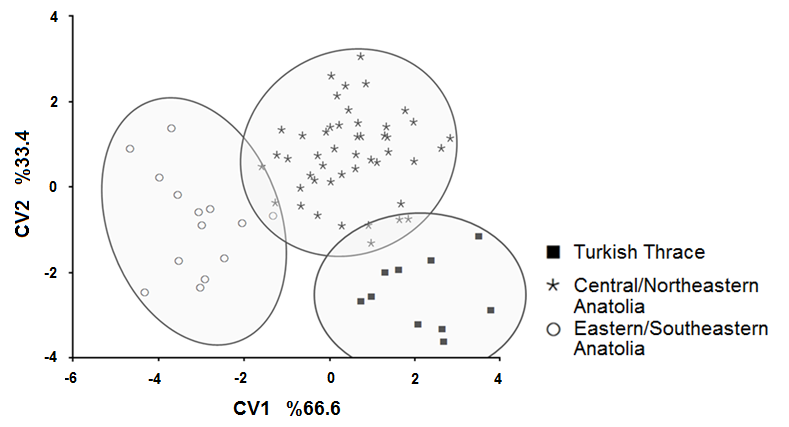 4
2
0
-2
-4
-6
-4
-2
0
2
4
CV2 %33.4
CV1 %66.6
Turkish Thrace
Central/Northeastern
Anatolia
Eastern/Southeastern
Anatolia